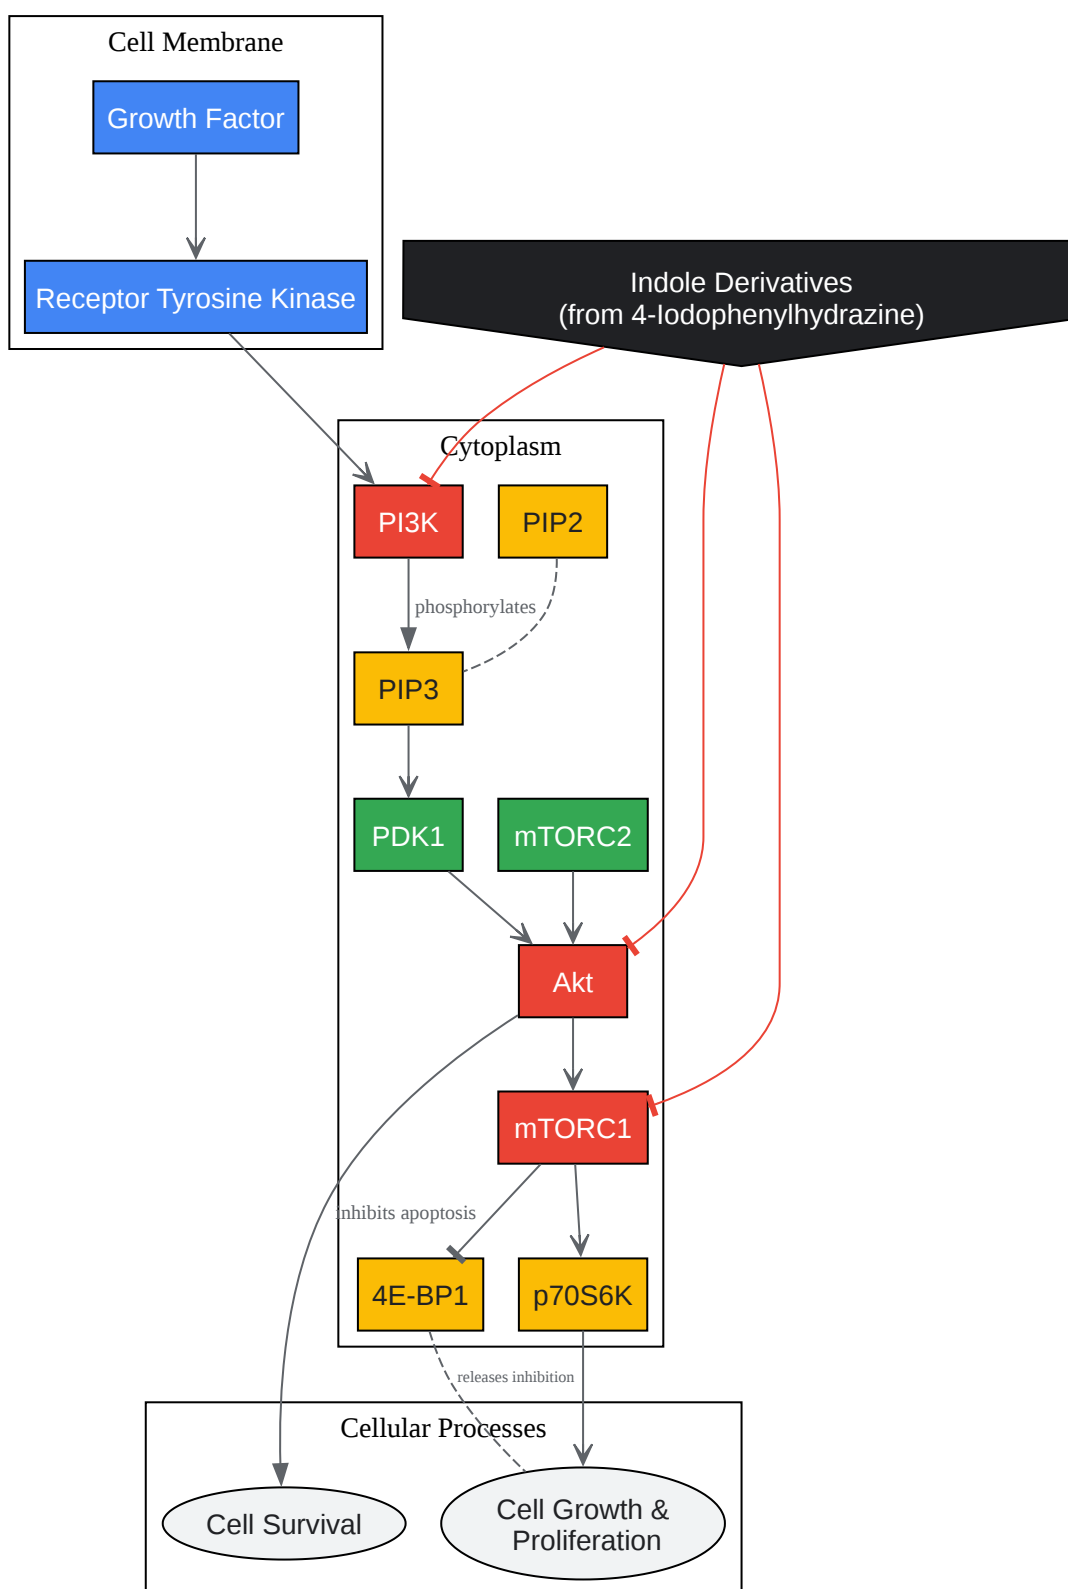 Cell Membrane
Growth Factor
Receptor Tyrosine Kinase
Indole Derivatives
(from 4-Iodophenylhydrazine)
Cytoplasm
PI3K
PIP2
phosphorylates
PIP3
PDK1
mTORC2
Akt
mTORC1
inhibits apoptosis
4E-BP1
p70S6K
releases inhibition
Cellular Processes
Cell Survival
Cell Growth &
Proliferation